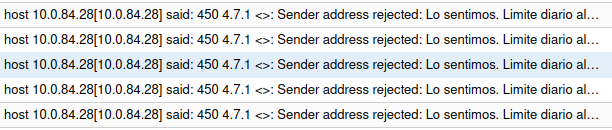 host 10.0.84.28[10.0.84.28] said: 450 4.7.1 <>: Sender address rejected: Lo sentimos. Limite diario al…
host 10.0.84.28[10.0.84.28] said: 450 4.7.1 <>: Sender address rejected: Lo sentimos. Limite diario al…
host 10.0.84.28[10.0.84.28] said: 450 4.7.1 <>: Sender address rejected: Lo sentimos. Limite diario al…
host 10.0.84.28[10.0.84.28] said: 450 4.7.1 <>: Sender address rejected: Lo sentimos. Limite diario al…
host 10.0.84.28[10.0.84.28] said: 450 4.7.1 <>: Sender address rejected: Lo sentimos. Limite diario al…